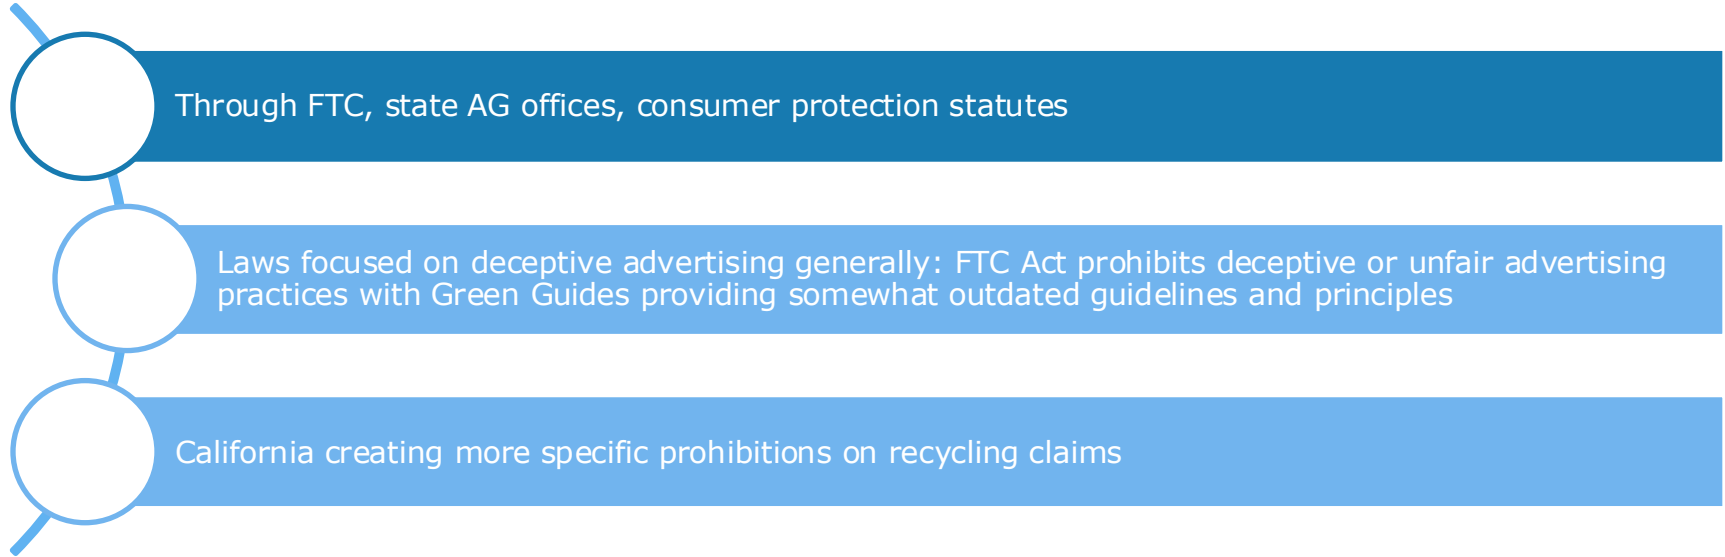 Through FTC, state AG offices, consumer protection statutes
Laws focused on deceptive advertising generally: FTC Act prohibits deceptive or unfair advertising
practices with Green Guides providing somewhat outdated guidelines and principles
California creating more specific prohibitions on recycling claims